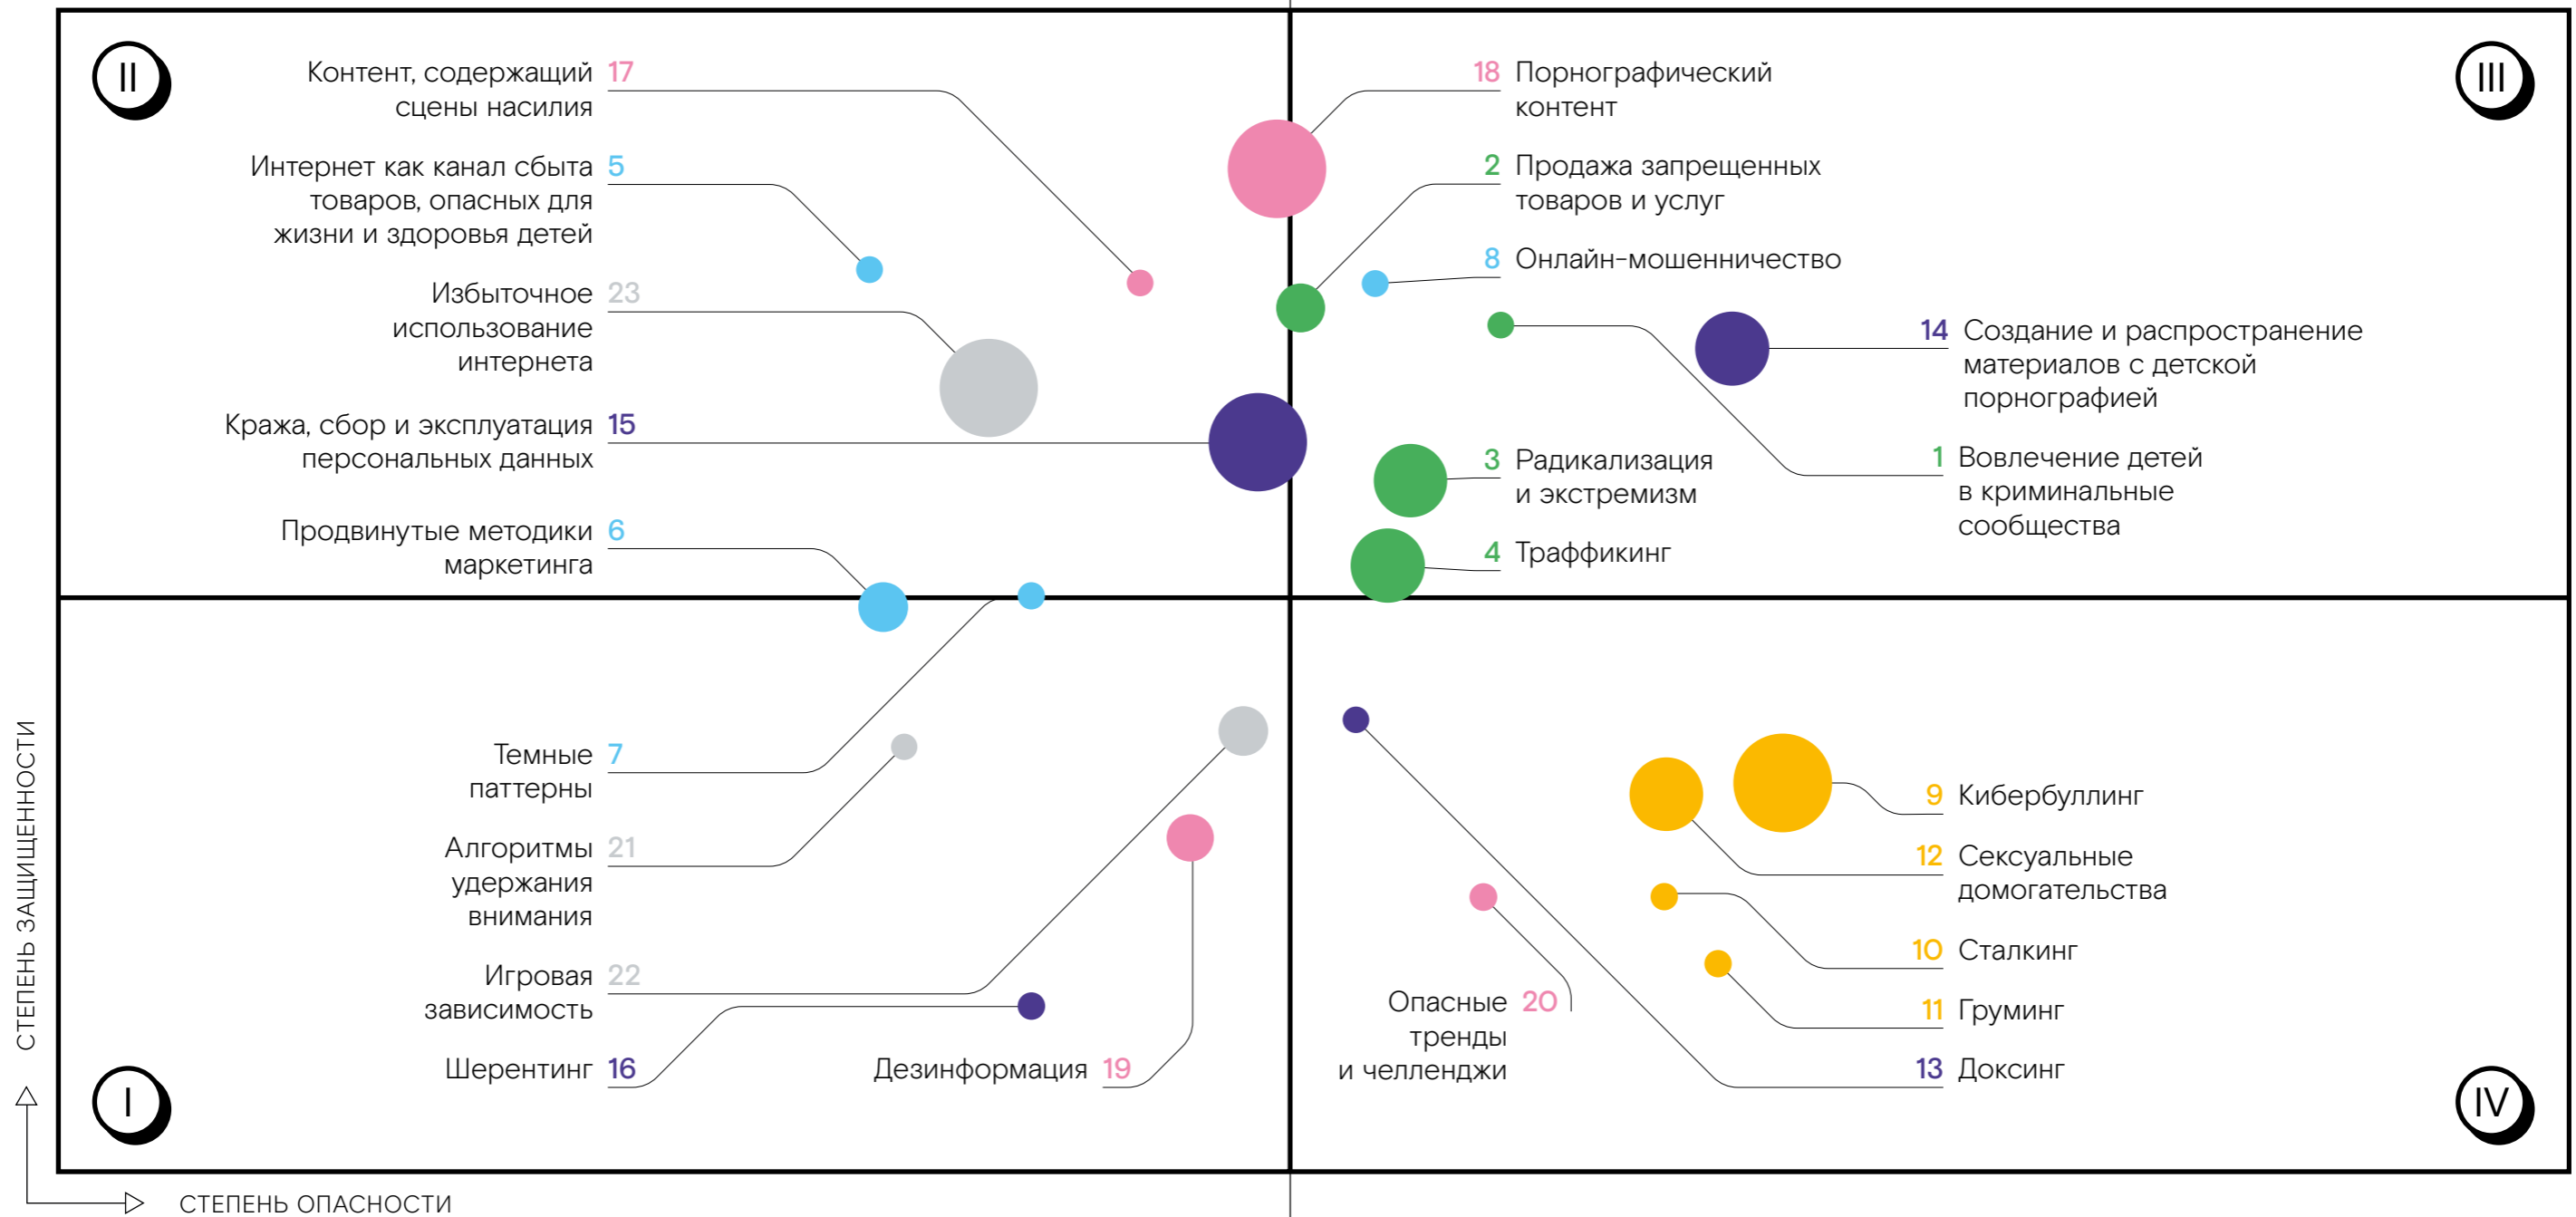 II
Контент, содержащий 17
сцены насилия
Интернет как канал сбыта 5
товаров, опасных для
жизни и здоровья детей
Избыточное 23
использование
интернета
Кража, сбор и эксплуатация 15
персональных данных
Продвинутые методики 6
маркетинга
III
18 Порнографический
контент
2 Продажа запрещенных
товаров и услуг
8 Онлайн-мошенничество
14 Создание и распространение
материалов с детской
порнографией
3 Радикализация
и экстремизм
1 Вовлечение детей
в криминальные
сообщества
4 Траффикинг
Темные 7
паттерны
Алгоритмы 21
удержания
внимания
Игровая 22
зависимость
Шерентинг 16
Дезинформация 19
I
Опасные 20
тренды
и челленджи
9 Кибербуллинг
12 Сексуальные
домогательства
10 Сталкинг
11 Груминг
13 Доксинг
IV
СТЕПЕНЬ ЗАЩИЩЕННОСТИ
СТЕПЕНЬ ОПАСНОСТИ